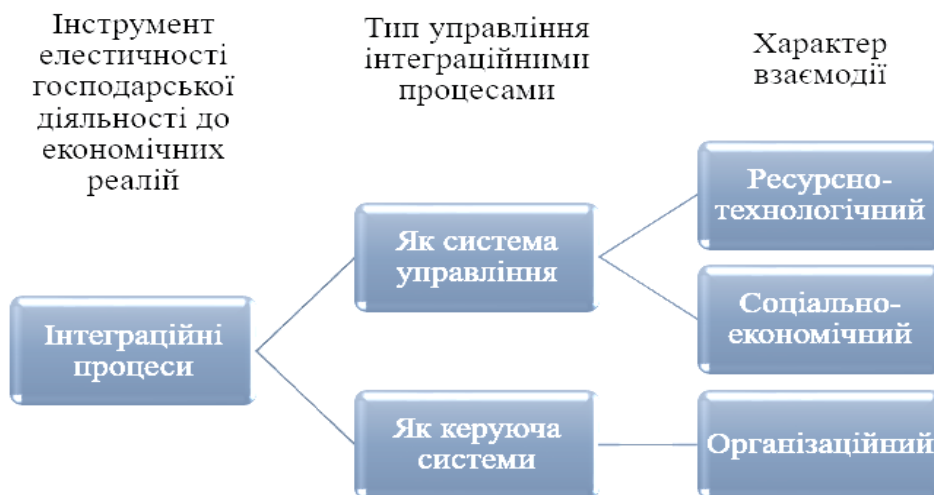 Інструмент
елестичності
господарської
діяльності до
економічних
реалій
Тип управління
інтеграційними
процесами
Характер
взаємодії
Інтеграційні
процеси
Як система
управління
Як керуюча
системи
Ресурсно-
технологічний
Соціально-
економічний
Організаційний